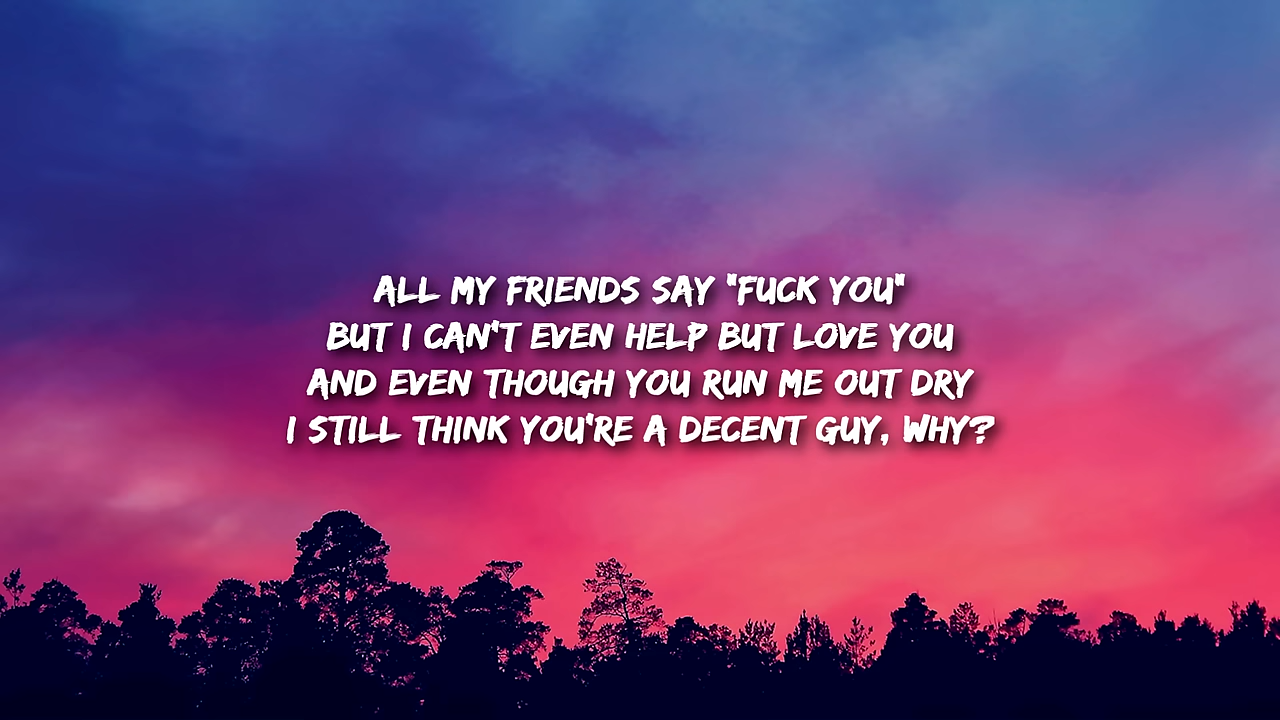 ALL MY FRIENDS SAY "FUCK YOU"
BUT I CAN'T EVEN HELP BUT LOVE YOU
AND EVEN THOUGH YOU RUN ME OUT DRY
I STILL THINK YOU'RE A DECENT GUY, WHY?